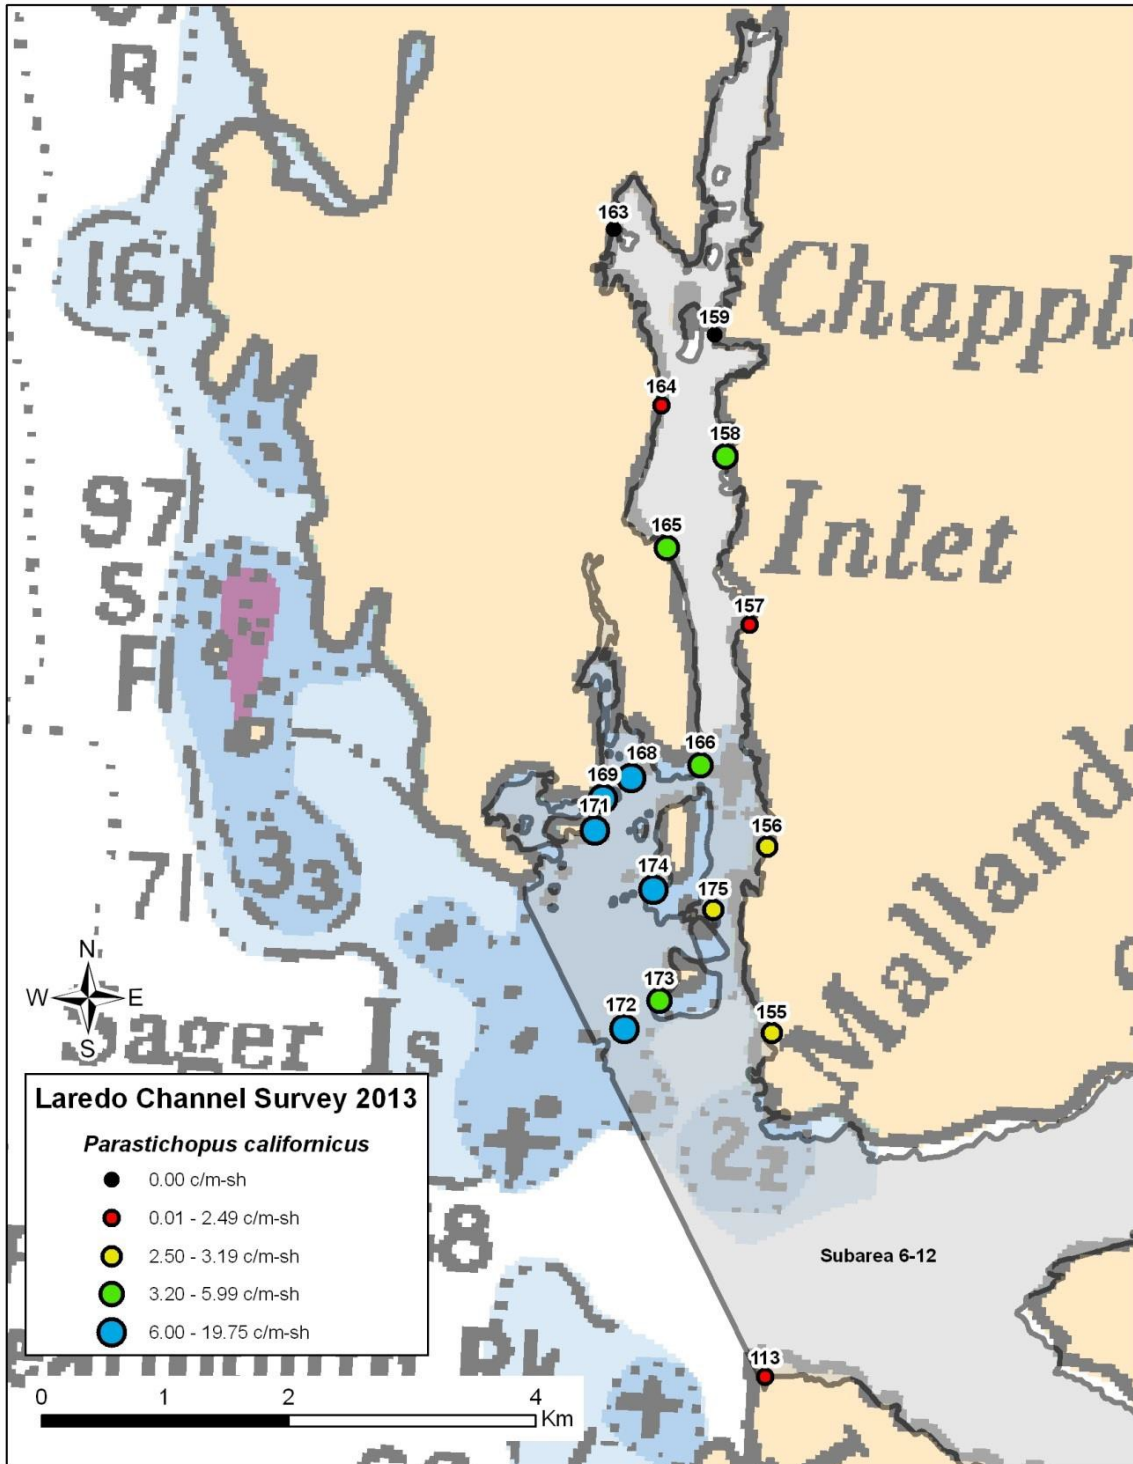 R
163
16
159
Chappl
164
158
97
Inlet
165
S
157
Fl
166
168
169
171
156
Malland
174
71
33
175
N
W E
S
173
172
155
Sager Is
Laredo Channel Survey 2013
Parastichopus californicus
0.00 c/m-sh
0.01 - 2.49 c/m-sh
2.50 - 3.19 c/m-sh
3.20 - 5.99 c/m-sh
6.00 - 19.75 c/m-sh
22
8
Subarea 6-12
113
0 1 2 4
Km